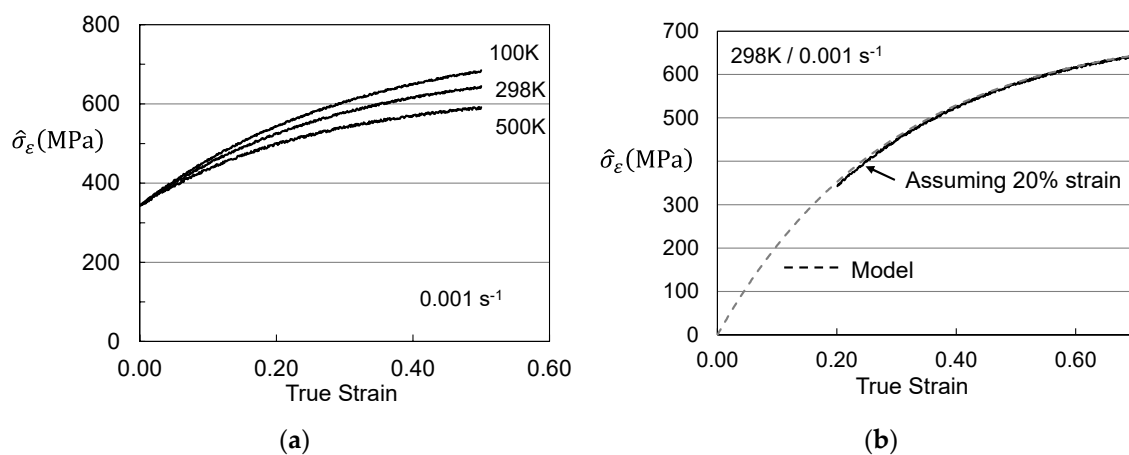 800
600
400
200
0
σ̂ε(MPa)
100K
298K
500K
0.001 s-1
0.00 0.20 0.40 0.60
True Strain
(a)
700
600
500
400
300
200
100
0
σ̂ε(MPa)
298K / 0.001 s-1
Assuming 20% strain
Model
0.00 0.20 0.40 0.60
True Strain
(b)